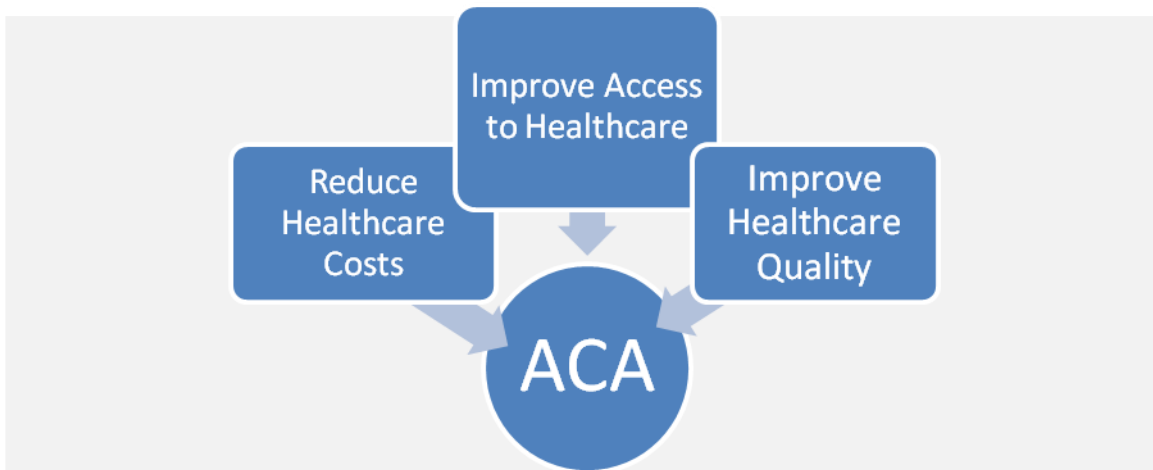 Improve Access
to Healthcare
Reduce
Healthcare
Costs
Improve
Healthcare
Quality
ACA